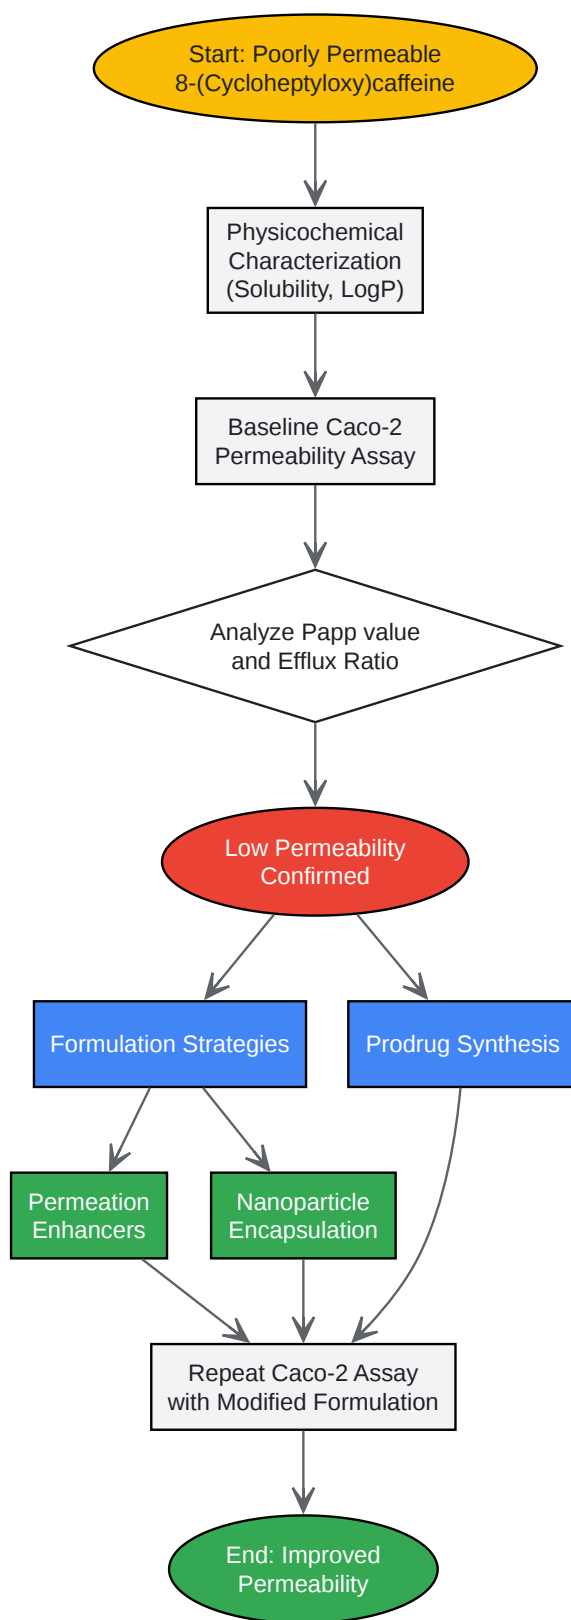 Start: Poorly Permeable
8-(Cycloheptyloxy)caffeine
Physicochemical
Characterization
(Solubility, LogP)
Baseline Caco-2
Permeability Assay
Analyze Papp value
and Efflux Ratio
Low Permeability
Confirmed
Formulation Strategies
Prodrug Synthesis
Permeation
Enhancers
Nanoparticle
Encapsulation
Repeat Caco-2 Assay
with Modified Formulation
End: Improved
Permeability